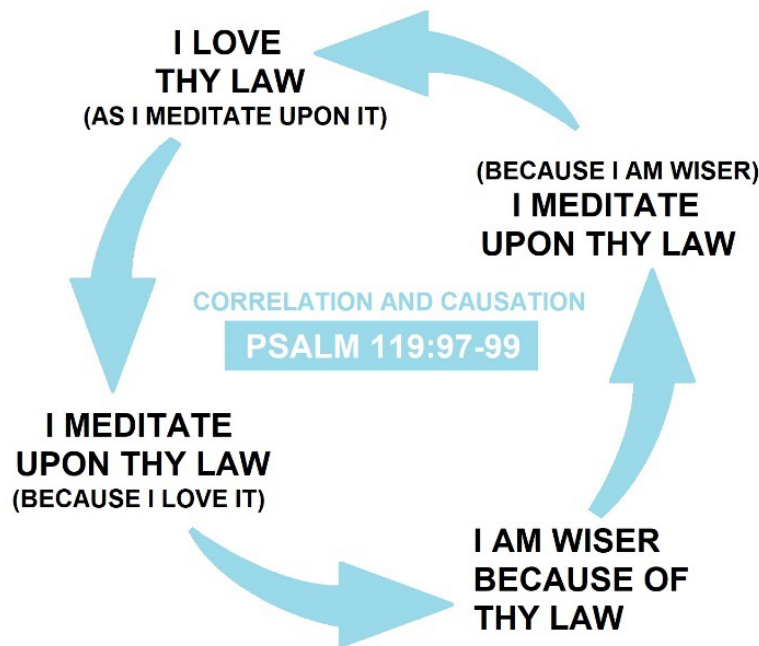 I LOVE
THY LAW
(AS I MEDITATE UPON IT)
(BECAUSE I AM WISER)
I MEDITATE
UPON THY LAW
CORRELATION AND CAUSATION
PSALM 119:97-99
I MEDITATE
UPON THY LAW
(BECAUSE I LOVE IT)
I AM WISER
BECAUSE OF
THY LAW